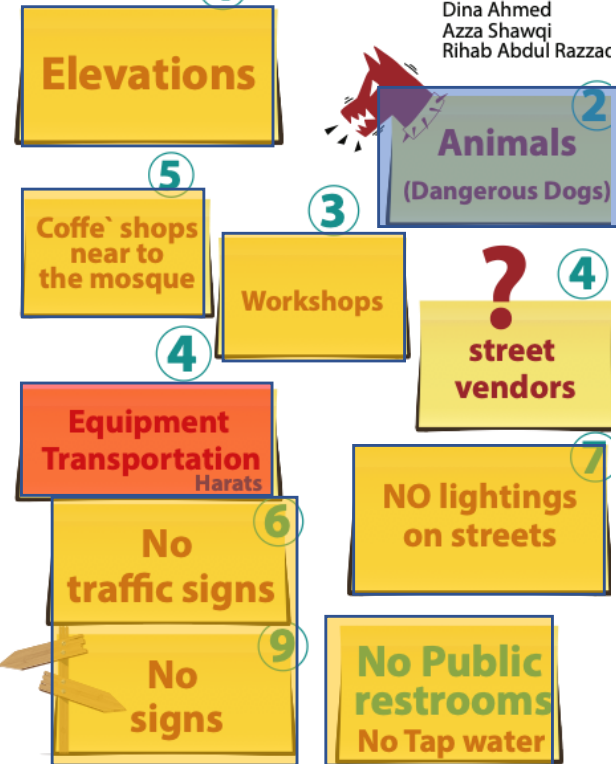 Dina Ahmed
Azza Shawqi
Rihab Abdul Razzaq
Elevations
2
Animals
(Dangerous Dogs)
5
Coffe` shops
near to
the mosque
3
Workshops
?
4
street
vendors
4
Equipment
Transportation
Harats
7
NO lightings
on streets
6
No
traffic signs
9
No
signs
No Public
restrooms
No Tap water